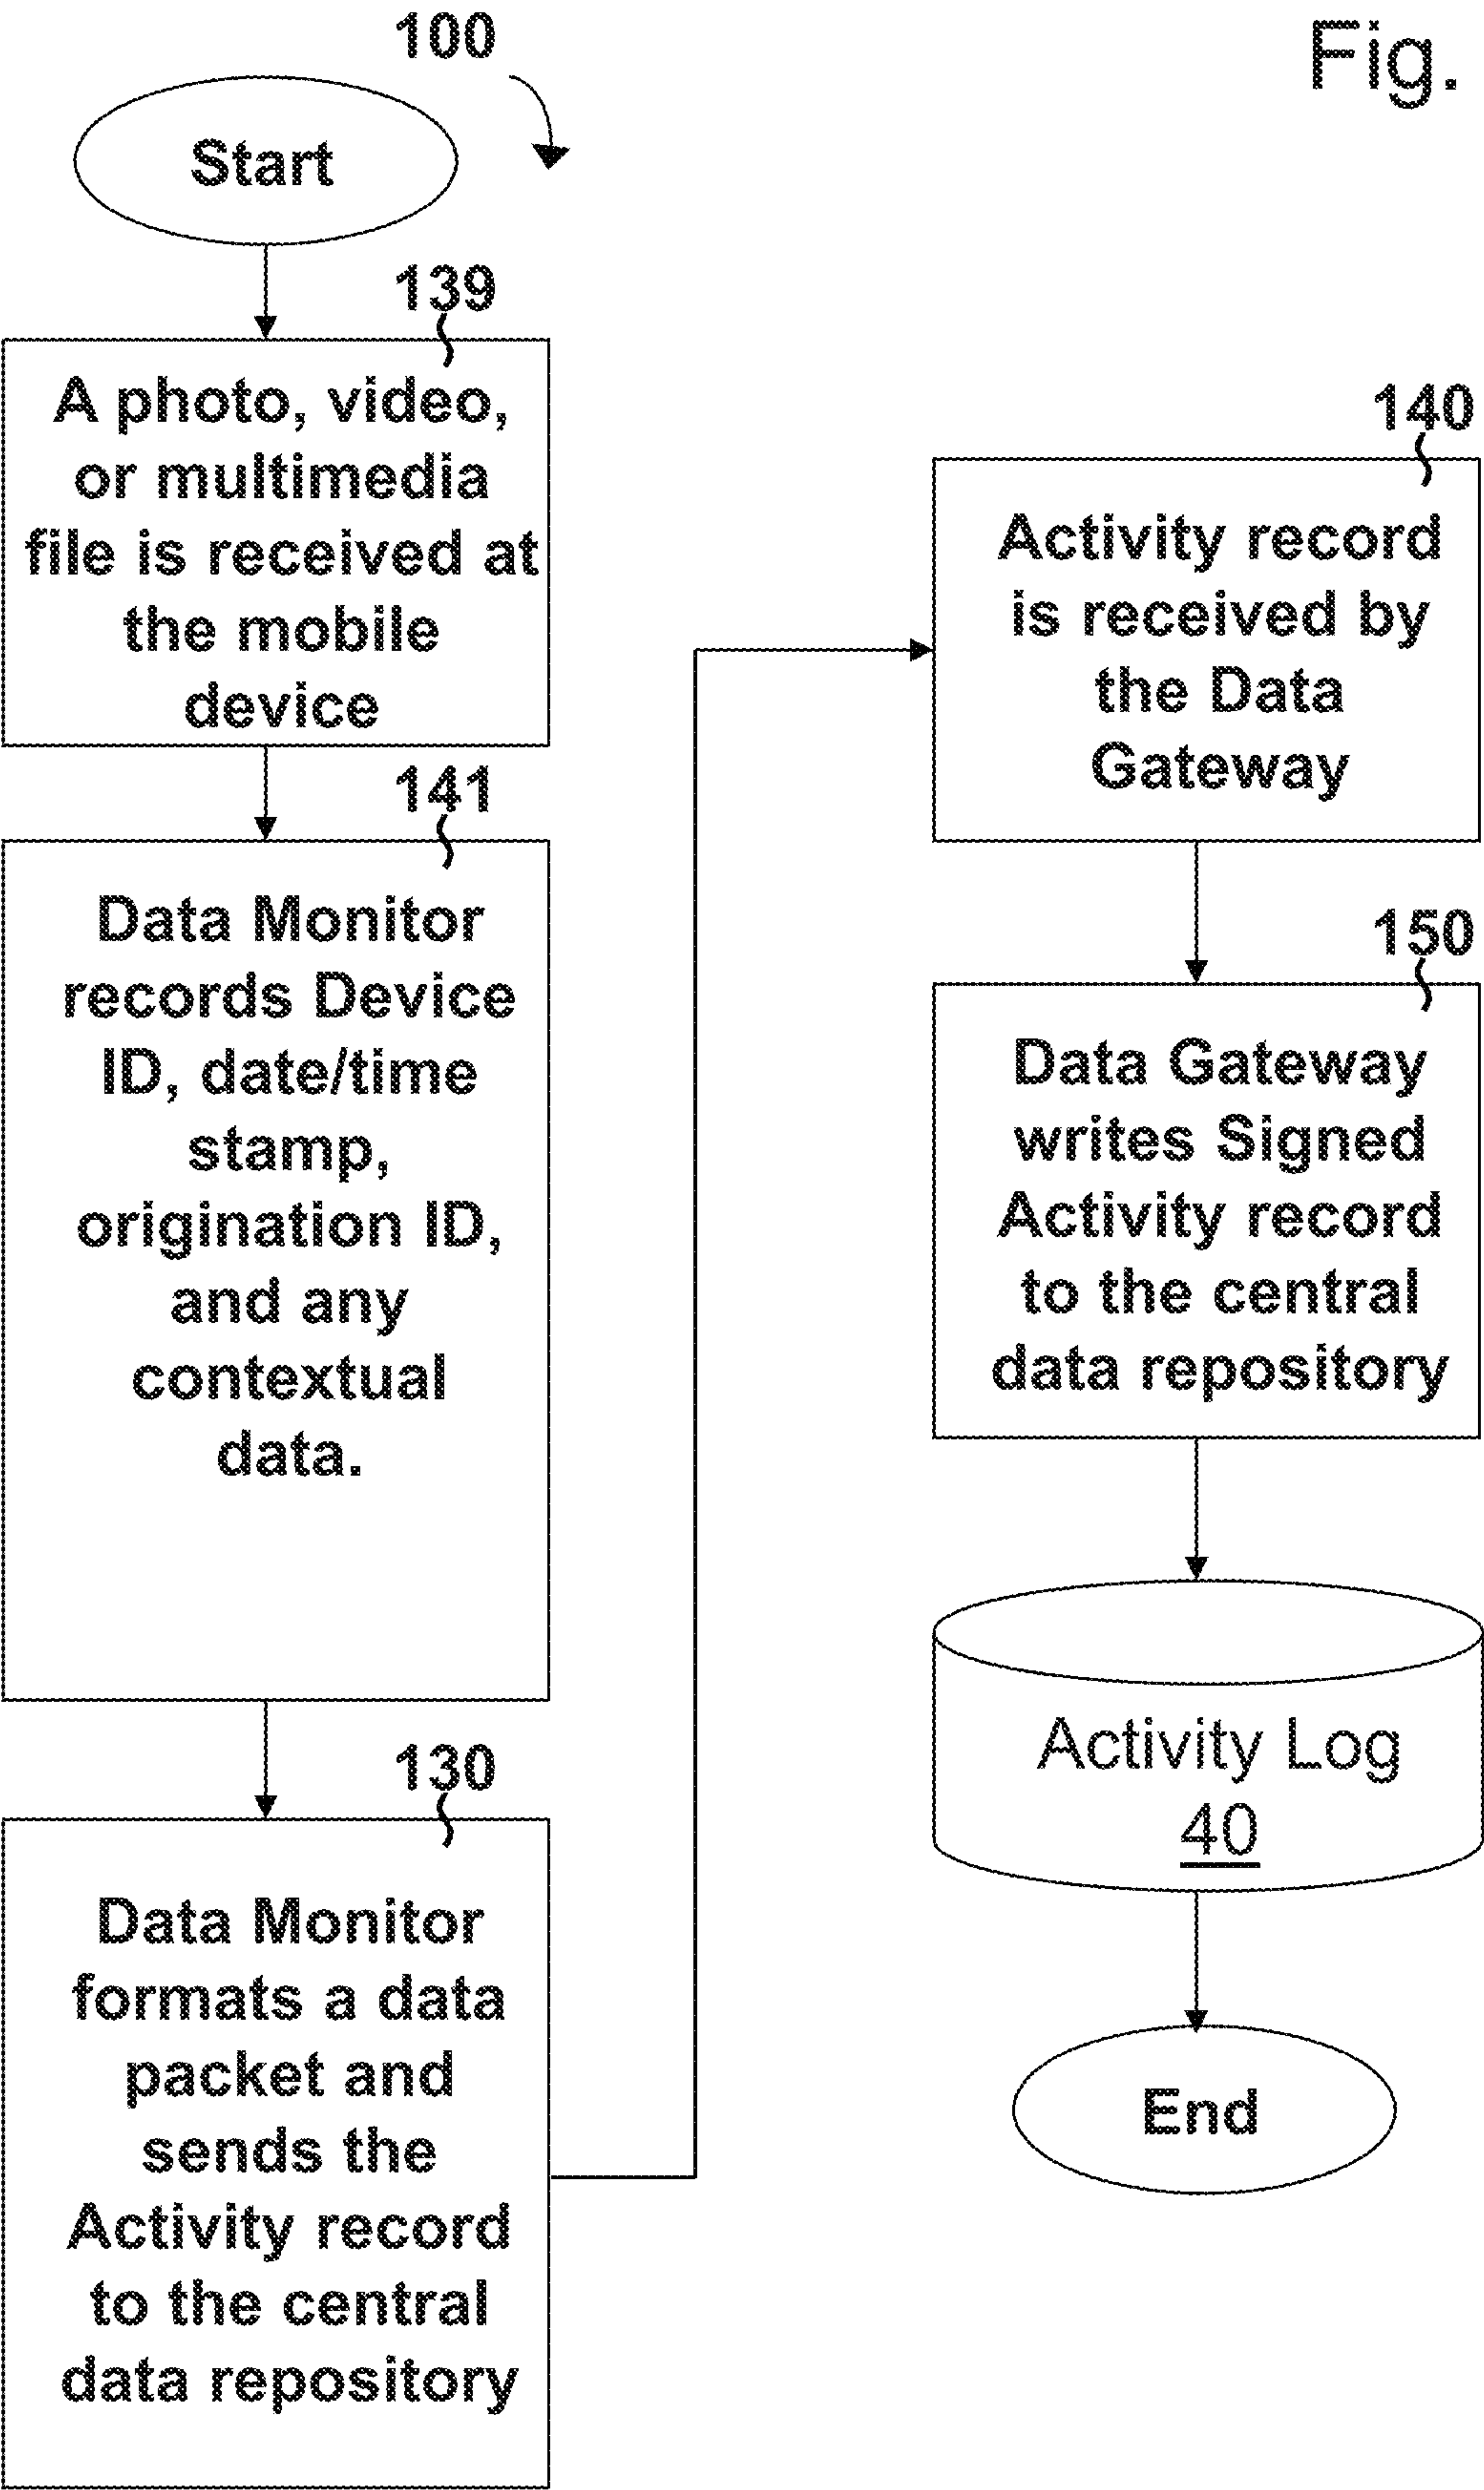 100
Fig.
Start
139
A photo, video,
or multimedia
file is received at
the mobile
device
141
Data Monitor
records Device
ID, date/time
stamp,
origination ID,
and any
contextual
data.
130
Data Monitor
formats a data
packet and
sends the
Activity record
to the central
data repository
140
Activity record
is received by
the Data
Gateway
150
Data Gateway
writes Signed
Activity record
to the central
data repository
Activity Log
40
End